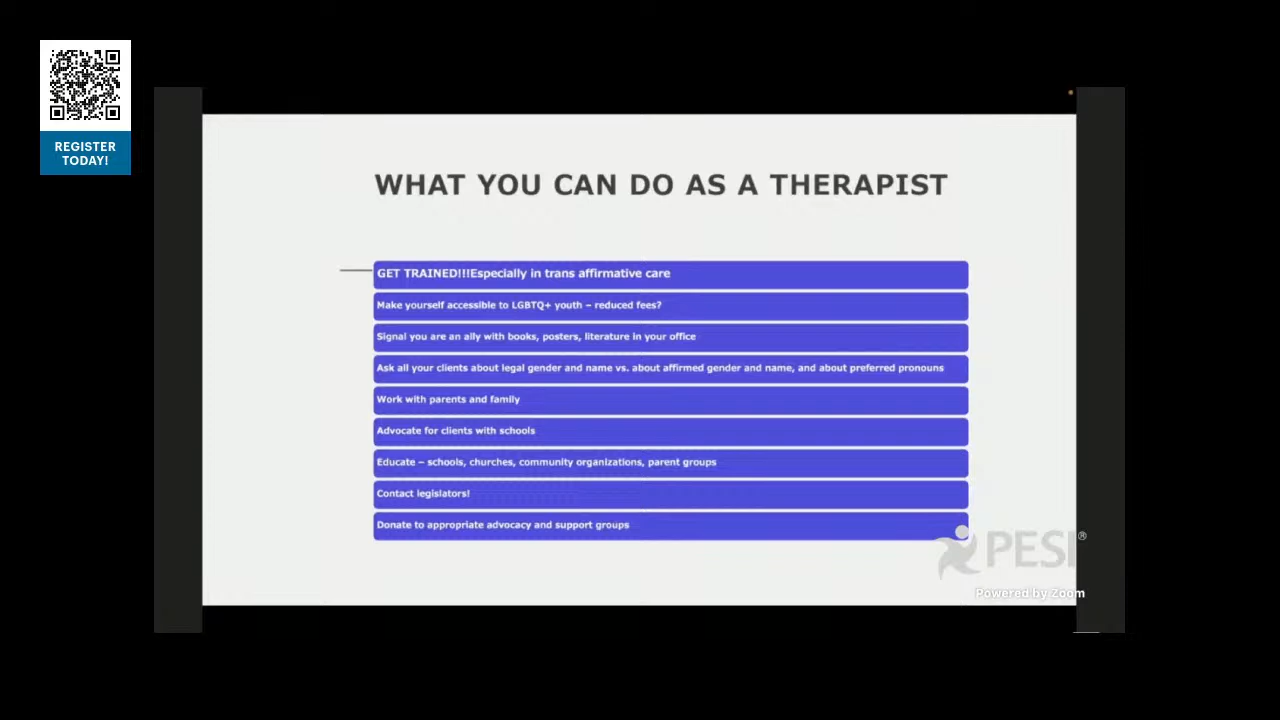 REGISTER
TODAY!
WHAT YOU CAN DO AS A THERAPIST
GET TRAINED!!!Especially in trans affirmative care
Make yourself accessible to LGBTQ+ youth – reduced fees?
Signal you are an ally with books, posters, literature in your office
Ask all your clients about legal gender and name vs. about affirmed gender and name, and about preferred pronouns
Work with parents and family
Advocate for clients with schools
Educate – schools, churches, community organizations, parent groups
Contact legislators!
Donate to appropriate advocacy and support groups
PESI®
Powered by Zoom